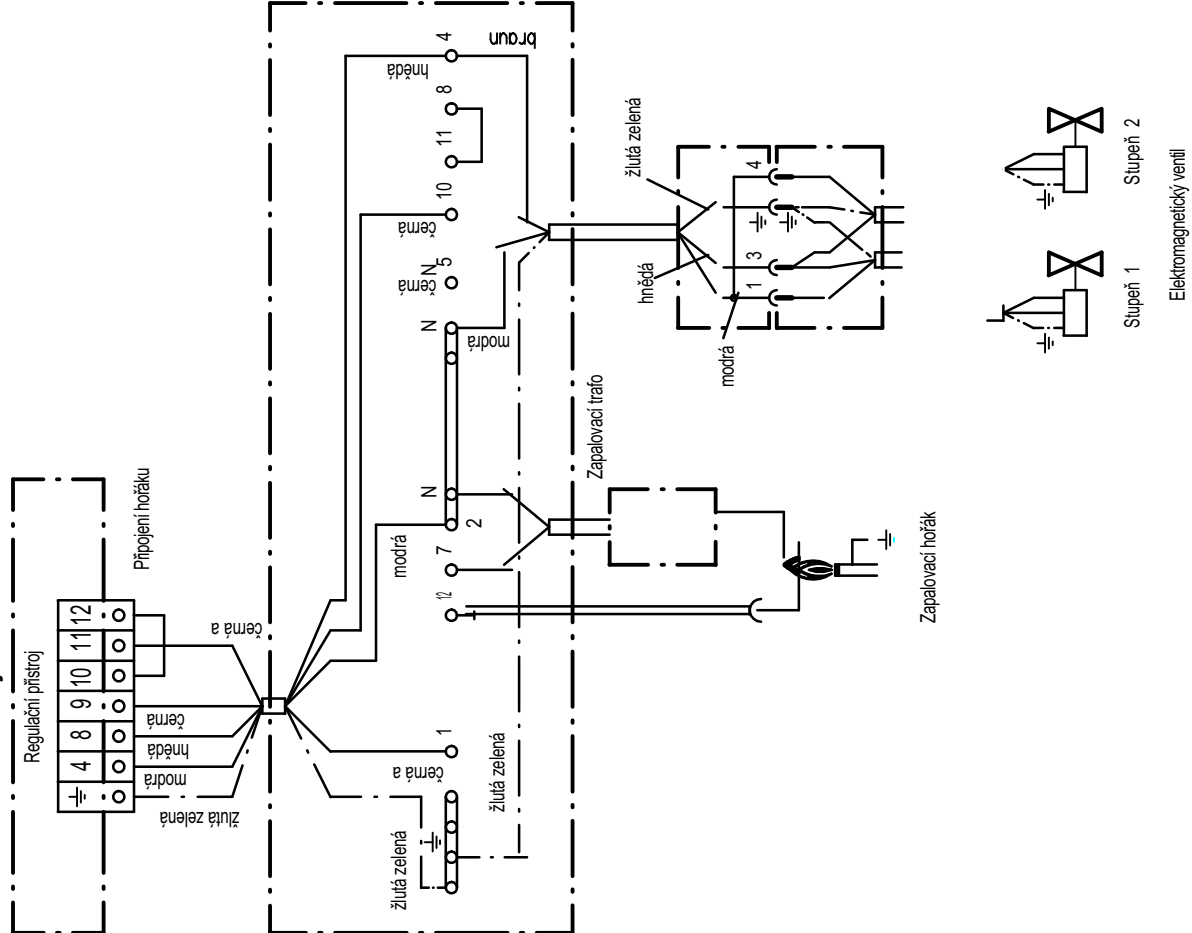 Regulační přístroj
4
8
9
10
11
12
Připojení hořáku
žlutá zelená
modrá
hnědá
černá
černá a
žlutá zelená
černá a
1
žlutá zelená
12
7
2
modrá
N
N
modrá
5
N
černá
10
černá
11
8
4
hnědá
braun
Zapalovací trafo
Zapalovací hořák
žlutá zelená
hnědá
modrá
1
3
4
Stupeň 1
Stupeň 2
Elektromagnetický ventil